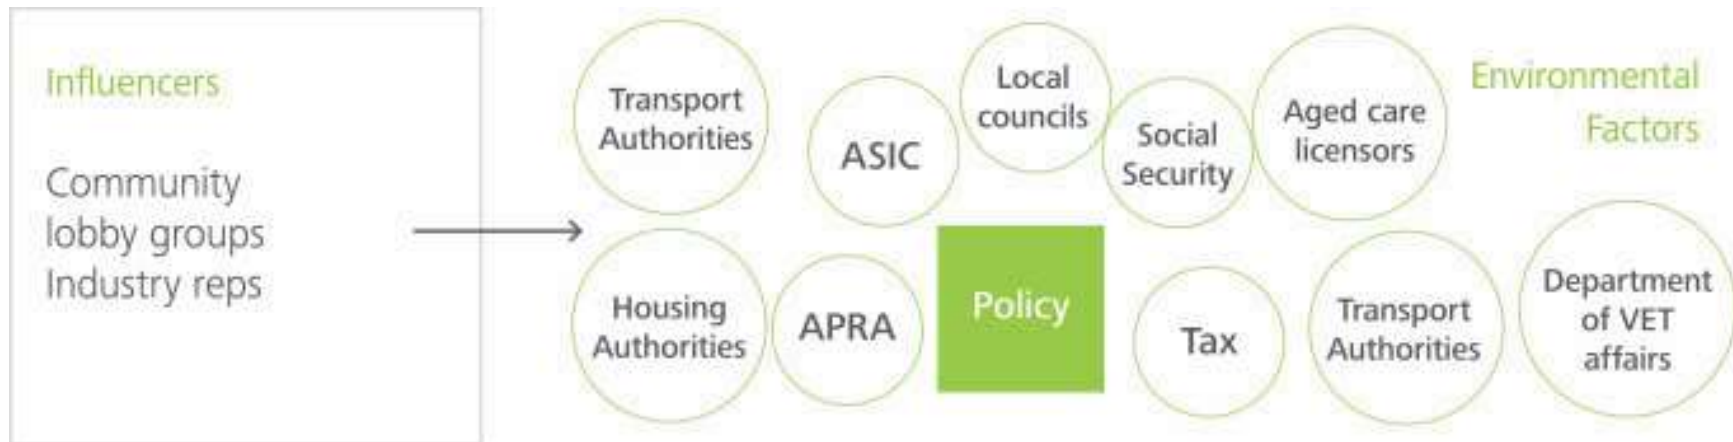 Influencers
Community
lobby groups
Industry reps
Transport
Authorities
ASIC
Local
councils
Social
Security
Aged care
licensors
Environmental
Factors
Housing
Authorities
APRA
Policy
Tax
Transport
Authorities
Department
of VET
affairs